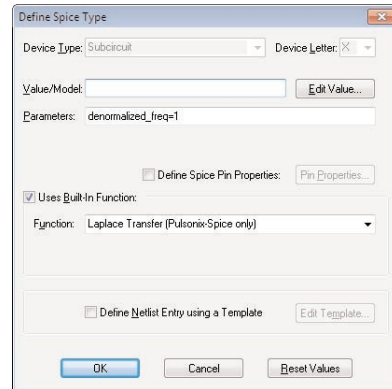 Define Spice Type
Device Type: Subcircuit Device Letter: X
Value/Model: Edit Value...
Parameters: denormalized_freq=1
Define Spice Pin Properties: Pin Properties...
Uses Built-In Function:
Function: Laplace Transfer (Pulsonix-Spice only)
Define Netlist Entry using a Template Edit Template...
OK Cancel Reset Values